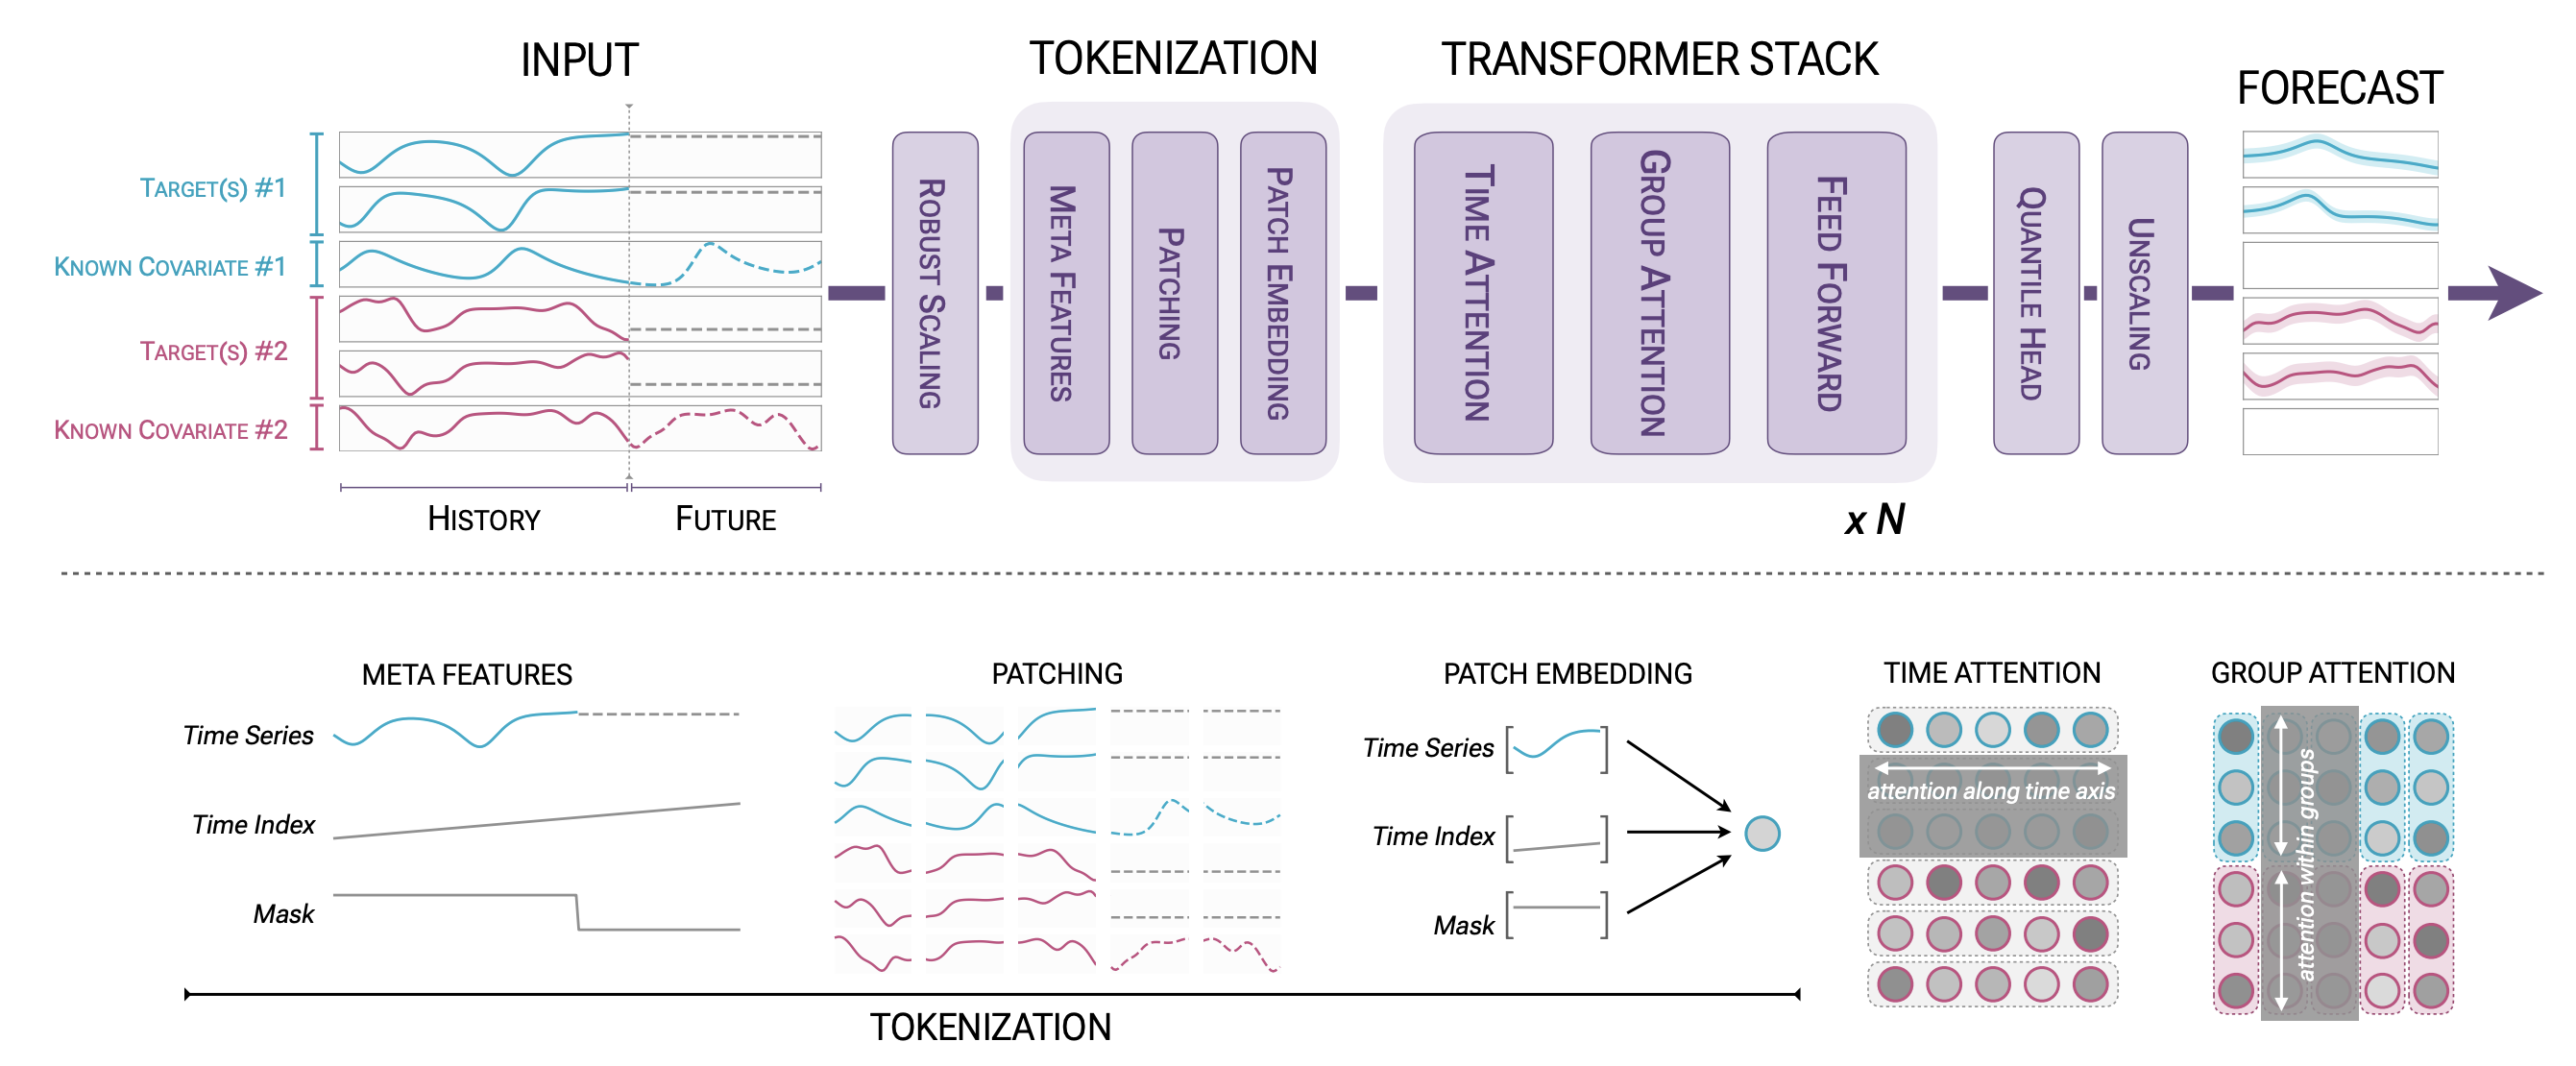 INPUT
TOKENIZATION
TRANSFORMER STACK
FORECAST
TARGET(S) #1
KNOWN COVARIATE #1
TARGET(S) #2
KNOWN COVARIATE #2
HISTORY
FUTURE
ROBUST SCALING
META FEATURES
PATCHING
PATCH EMBEDDING
TIME ATTENTION
GROUP ATTENTION
FEED FORWARD
x N
QUANTILE HEAD
UNSCALING
META FEATURES
Time Series
Time Index
Mask
PATCHING
PATCH EMBEDDING
Time Series
Time Index
Mask
TOKENIZATION
TIME ATTENTION
attention along time axis
GROUP ATTENTION
attention within groups